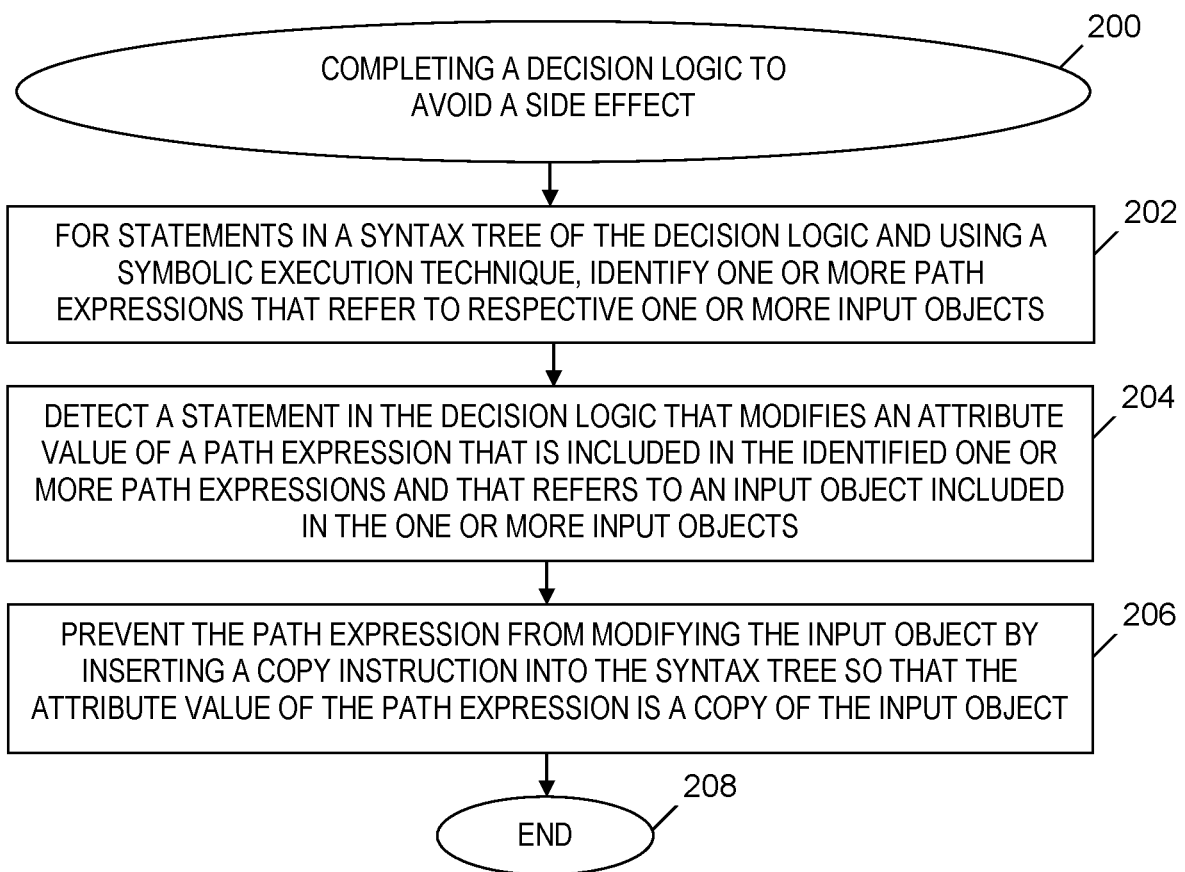 200
COMPLETING A DECISION LOGIC TO
AVOID A SIDE EFFECT
202
FOR STATEMENTS IN A SYNTAX TREE OF THE DECISION LOGIC AND USING A
SYMBOLIC EXECUTION TECHNIQUE, IDENTIFY ONE OR MORE PATH
EXPRESSIONS THAT REFER TO RESPECTIVE ONE OR MORE INPUT OBJECTS
204
DETECT A STATEMENT IN THE DECISION LOGIC THAT MODIFIES AN ATTRIBUTE
VALUE OF A PATH EXPRESSION THAT IS INCLUDED IN THE IDENTIFIED ONE OR
MORE PATH EXPRESSIONS AND THAT REFERS TO AN INPUT OBJECT INCLUDED
IN THE ONE OR MORE INPUT OBJECTS
206
PREVENT THE PATH EXPRESSION FROM MODIFYING THE INPUT OBJECT BY
INSERTING A COPY INSTRUCTION INTO THE SYNTAX TREE SO THAT THE
ATTRIBUTE VALUE OF THE PATH EXPRESSION IS A COPY OF THE INPUT OBJECT
208
END